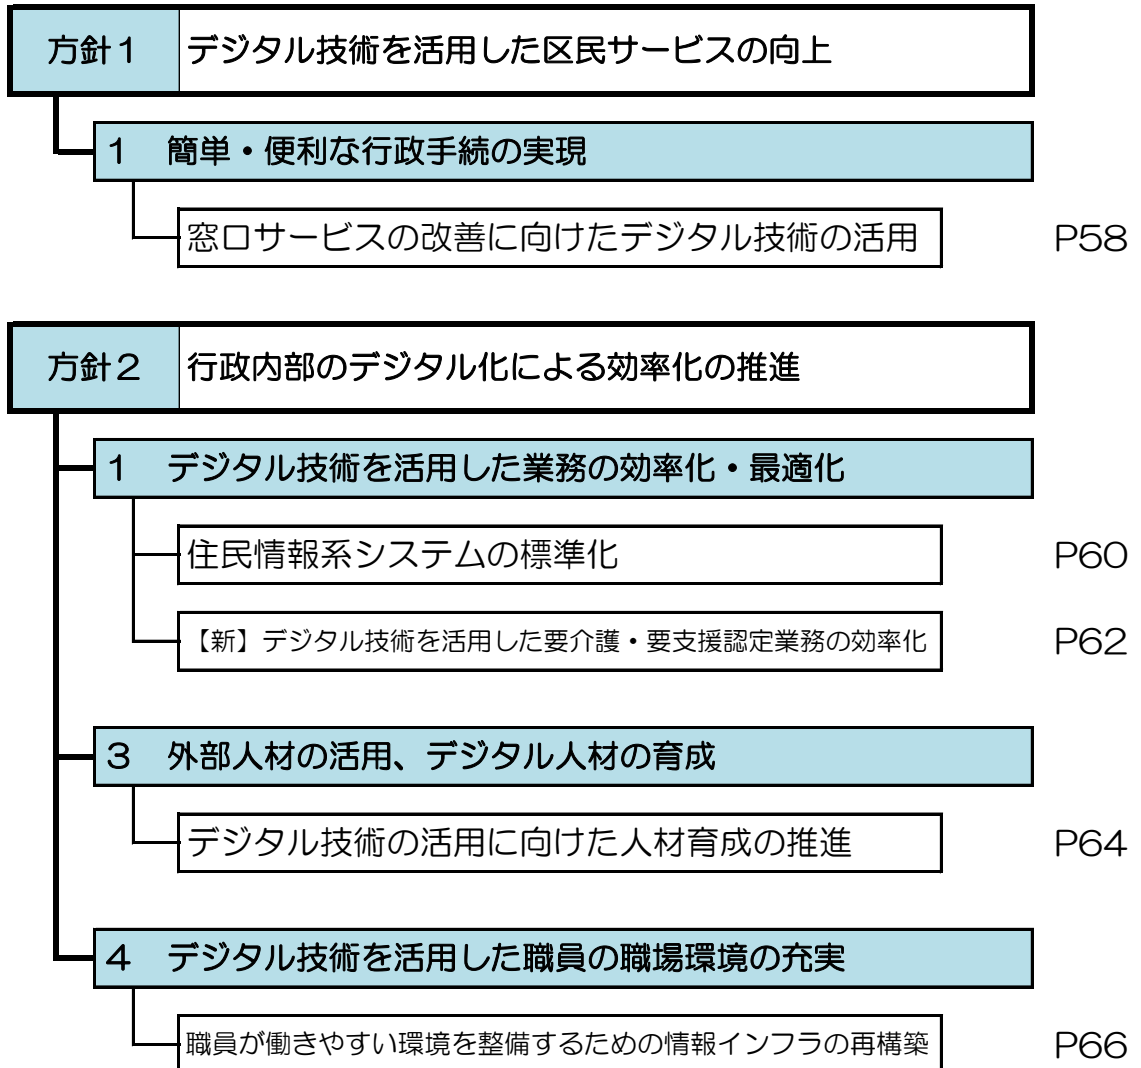 方針１ デジタル技術を活用した区民サービスの向上
１ 簡単・便利な行政手続の実現
窓口サービスの改善に向けたデジタル技術の活用 P58
方針２ 行政内部のデジタル化による効率化の推進
１ デジタル技術を活用した業務の効率化・最適化
住民情報系システムの標準化 P60
【新】デジタル技術を活用した要介護・要支援認定業務の効率化 P62
３ 外部人材の活用、デジタル人材の育成
デジタル技術の活用に向けた人材育成の推進 P64
４ デジタル技術を活用した職員の職場環境の充実
職員が働きやすい環境を整備するための情報インフラの再構築 P66